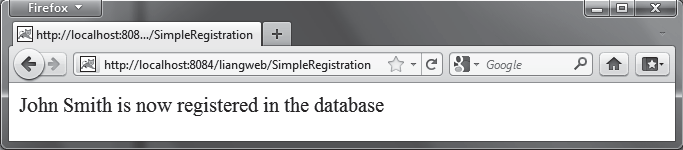 Firefox
http://localhost:808.../SimpleRegistration
http://localhost:8084/liangweb/SimpleRegistration
Google
John Smith is now registered in the database